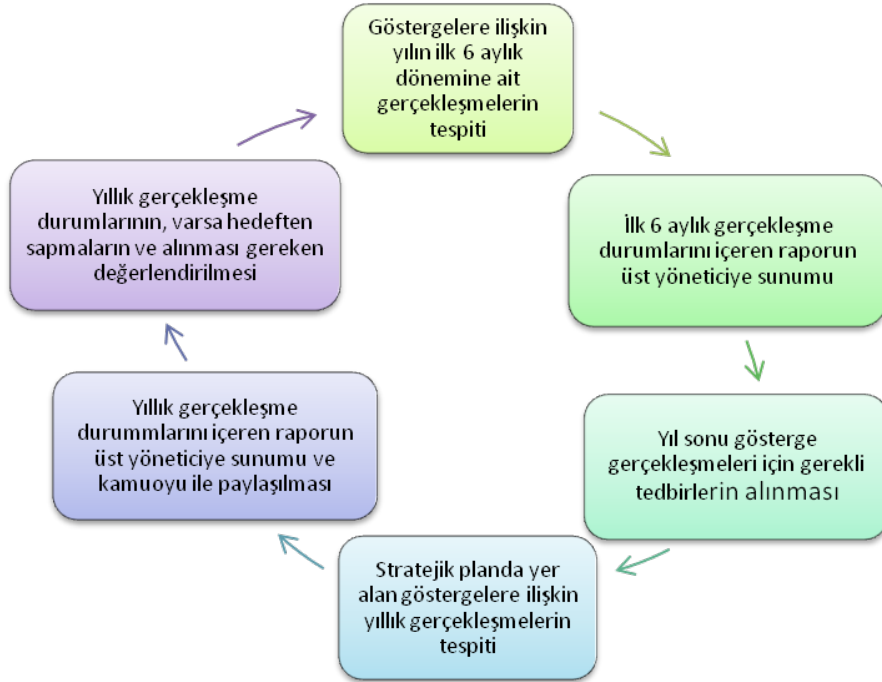 Göstergelere ilişkin
yılın ilk 6 aylık
dönemine ait
gerçekleşmelerin
tespiti
İlk 6 aylık gerçekleşme
durumlarını içeren raporun
üst yöneticiye sunumu
Yıl sonu gösterge
gerçekleşmeleri için gerekli
tedbirlerin alınması
Stratejik planda yer
alan göstergelere ilişkin
yıllık gerçekleşmelerin
tespiti
Yıllık gerçekleşme
durummlarını içeren raporun
üst yöneticiye sunumu ve
kamuoyu ile paylaşılması
Yıllık gerçekleşme
durumlarının, varsa hedeften
sapmaların ve alınması gereken
değerlendirilmesi